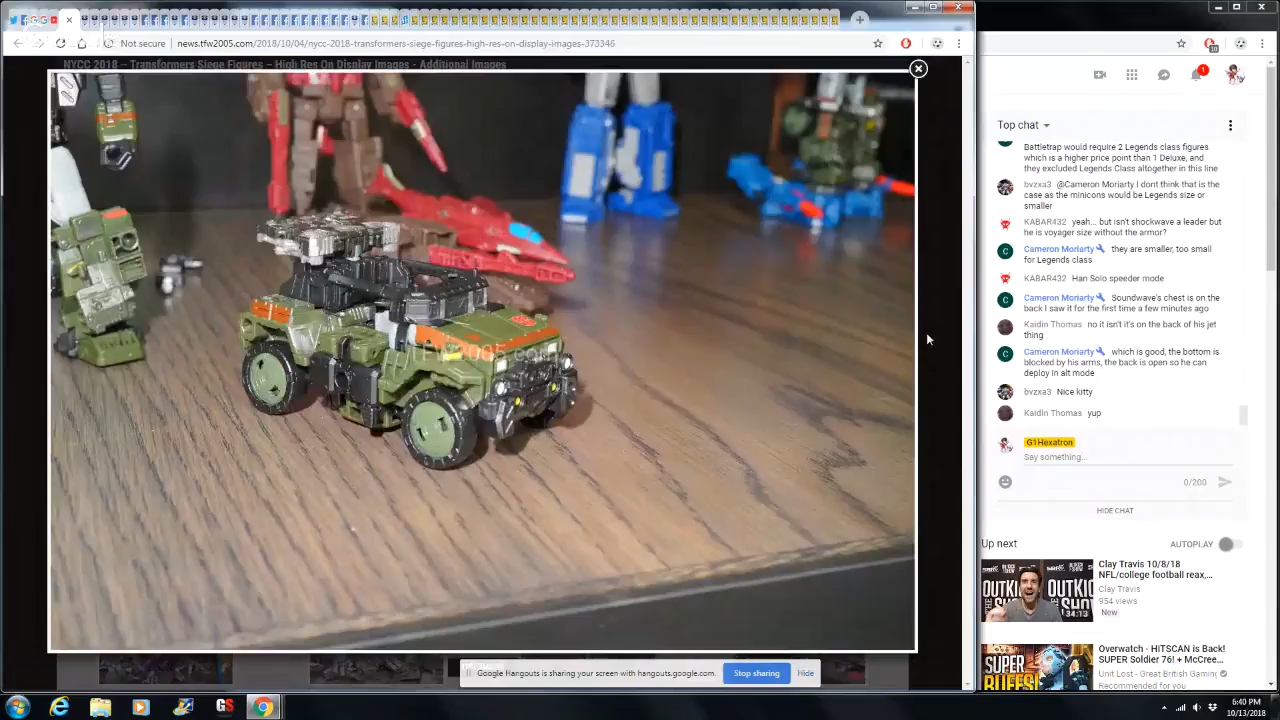 Not secure
news.tfw2005.com/2018/10/04/nycc-2018-transformers-siege-figures-high-res-on-display-images-373346
NYCC 2018 – Transformers Siege Figures – High Res On Display Images - Additional Images
TFW2005.com
Google Hangouts is sharing your screen with hangouts.google.com.
Stop sharing
Hide
1
10
Top chat
Battletrap would require 2 Legends class figures
which is a higher price point than 1 Deluxe, and
they excluded Legends Class altogether in this line
bvzxa3 @Cameron Moriarty I dont think that is the
case as the minicons would be Legends size or
smaller
KABAR432 yeah... but isn't shockwave a leader but
he is voyager size without the armor?
Cameron Moriarty they are smaller, too small
for Legends class
KABAR432 Han Solo speeder mode
Cameron Moriarty Soundwave's chest is on the
back I saw it for the first time a few minutes ago
Kaidin Thomas no it isn't it's on the back of his jet
thing
Cameron Moriarty which is good, the bottom is
blocked by his arms, the back is open so he can
deploy in alt mode
bvzxa3 Nice kitty
Kaidin Thomas yup
G1Hexatron
Say something...
0/200
HIDE CHAT
Up next
AUTOPLAY
OUTKICK
34:13
Clay Travis 10/8/18
NFL/college football reax,...
Clay Travis
954 views
New
SUPER
BUFFS!
Overwatch - HITSCAN is Back!
SUPER Soldier 76! + McCree...
Unit Lost - Great British Gaming
Recommended for you
6:40 PM
10/13/2018